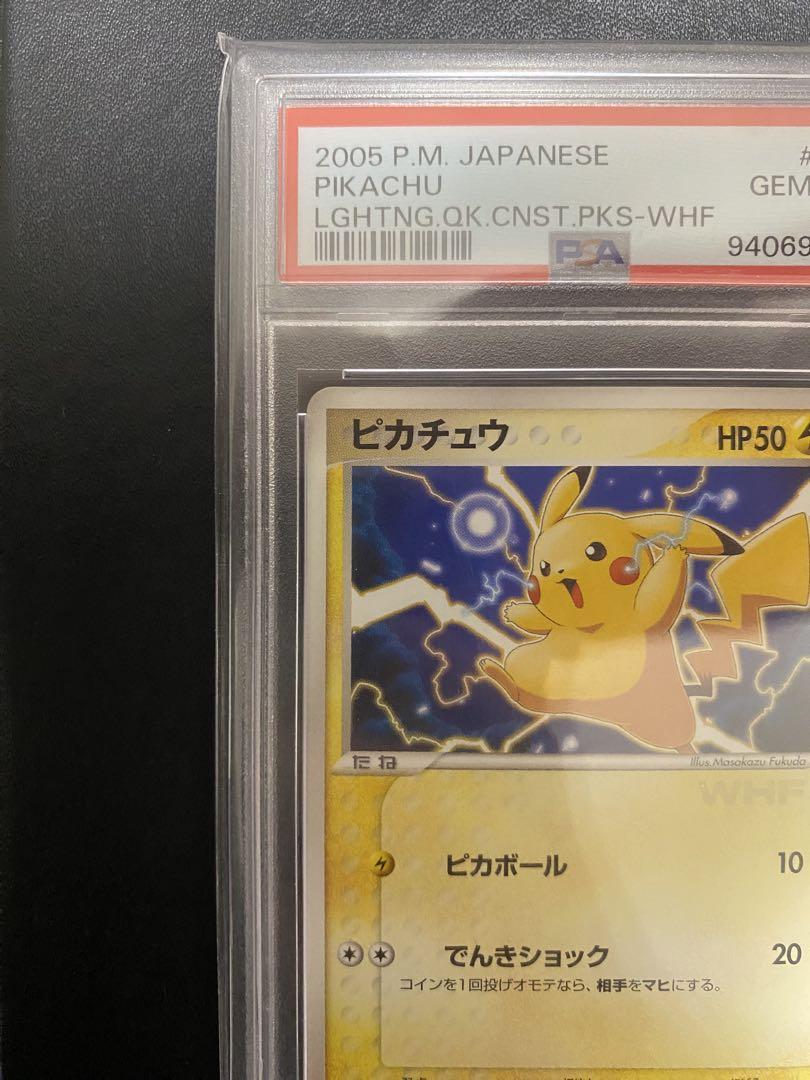 2005 P.M. JAPANESE #
PIKACHU GEM
LGHTNG.QK.CNST.PKS-WHF
PSA 94069
ピカチュウ HP50
たね
Illus.Masakazu Fukuda
WHF
ピカボール 10
でんきショック 20
コインを1回投げオモテなら、相手をマヒにする。